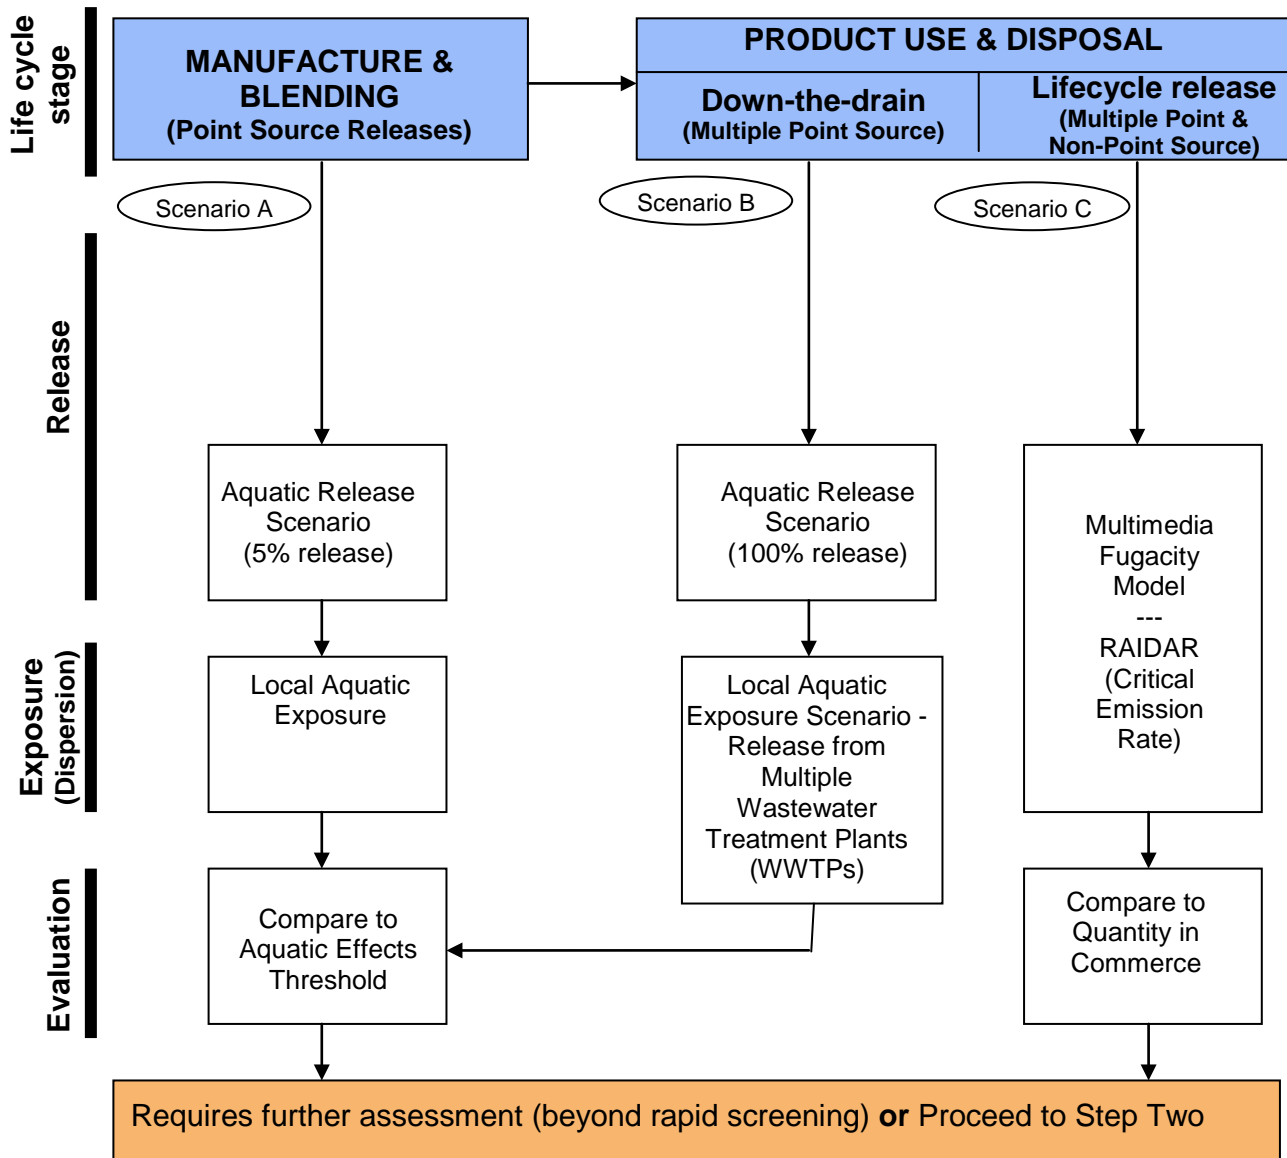 Life cycle
stage
MANUFACTURE &
BLENDING
(Point Source Releases)
PRODUCT USE & DISPOSAL
Down-the-drain
(Multiple Point Source)
Lifecycle release
(Multiple Point &
Non-Point Source)
Scenario A
Scenario B
Scenario C
Release
Aquatic Release
Scenario
(5% release)
Aquatic Release
Scenario
(100% release)
Multimedia
Fugacity
Model
---
RAIDAR
(Critical
Emission
Rate)
Exposure
(Dispersion)
Local Aquatic
Exposure
Local Aquatic
Exposure Scenario -
Release from
Multiple
Wastewater
Treatment Plants
(WWTPs)
Evaluation
Compare to
Aquatic Effects
Threshold
Compare to
Quantity in
Commerce
Requires further assessment (beyond rapid screening) or Proceed to Step Two